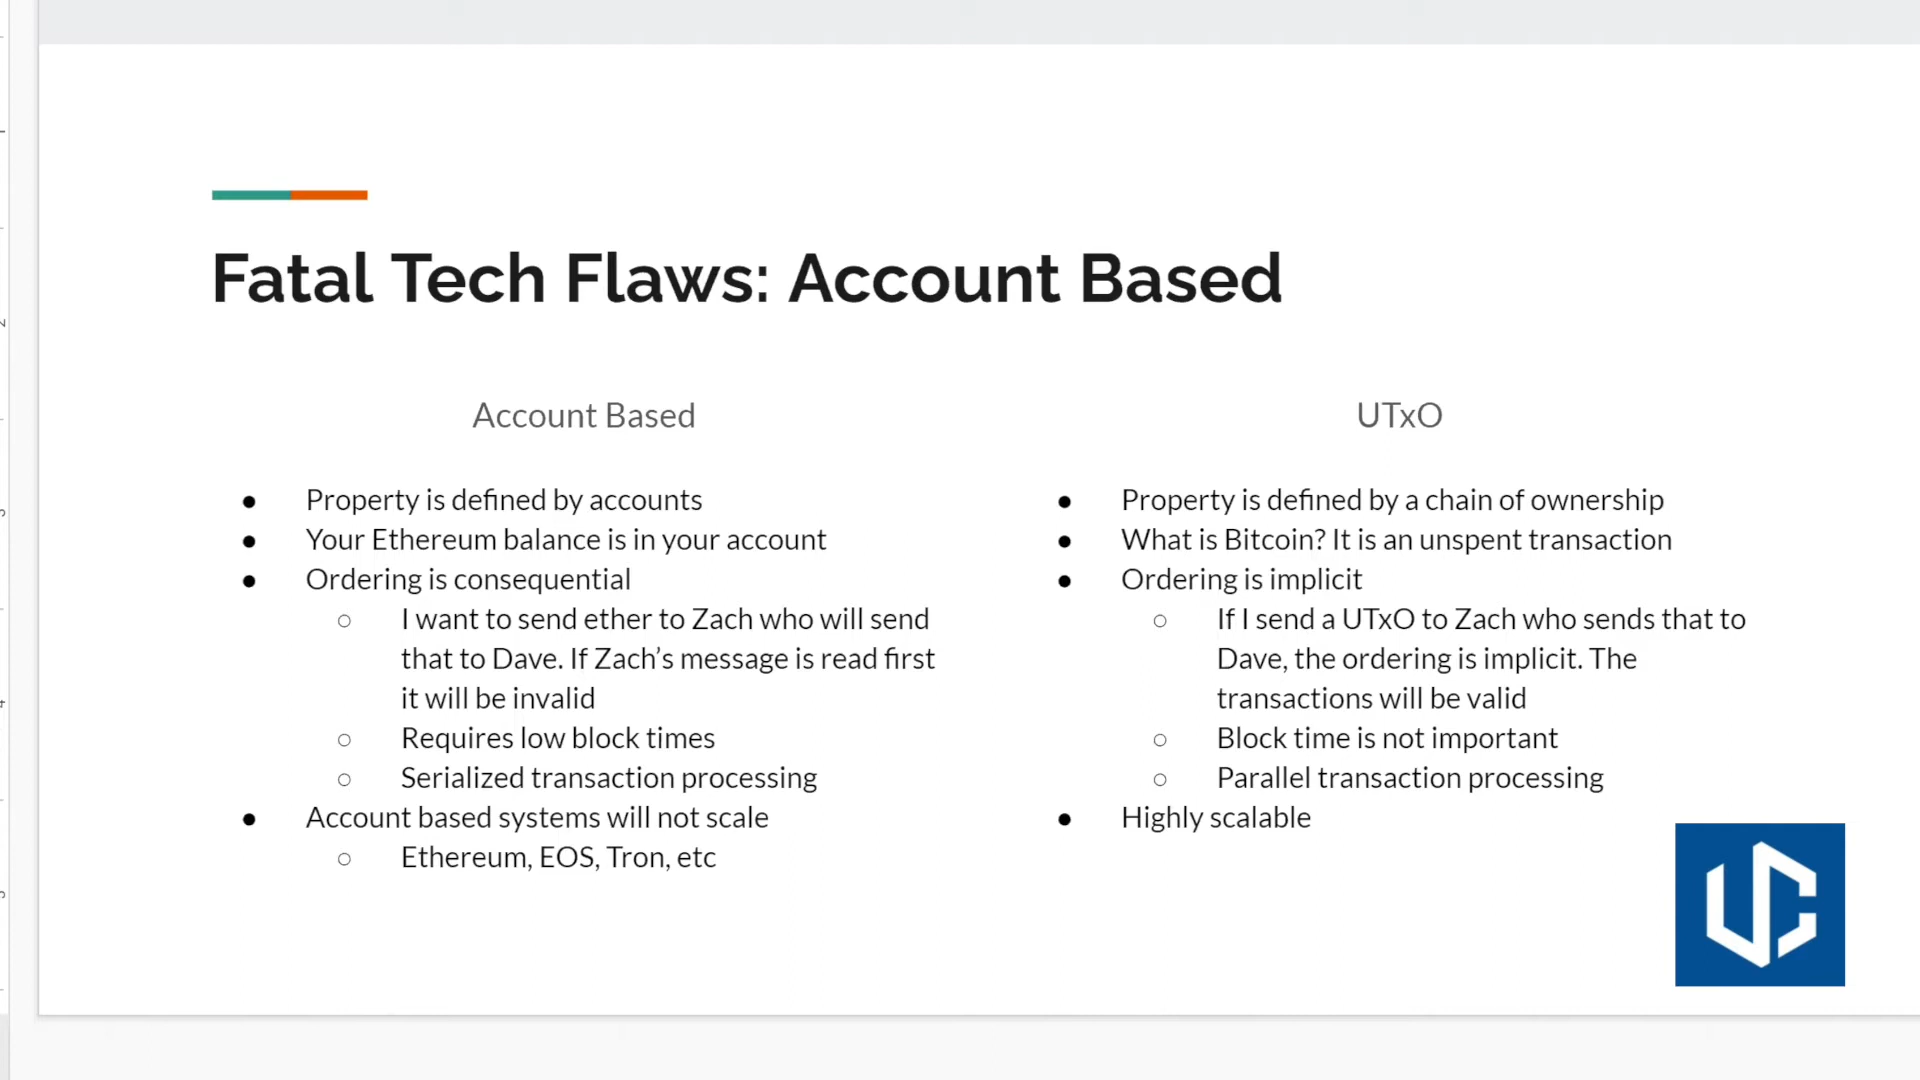 Fatal Tech Flaws: Account Based
Account Based
● Property is defined by accounts
● Your Ethereum balance is in your account
● Ordering is consequential
○ I want to send ether to Zach who will send
that to Dave. If Zach’s message is read first
it will be invalid
○ Requires low block times
○ Serialized transaction processing
● Account based systems will not scale
○ Ethereum, EOS, Tron, etc
UTxO
● Property is defined by a chain of ownership
● What is Bitcoin? It is an unspent transaction
● Ordering is implicit
○ If I send a UTxO to Zach who sends that to
Dave, the ordering is implicit. The
transactions will be valid
○ Block time is not important
○ Parallel transaction processing
● Highly scalable